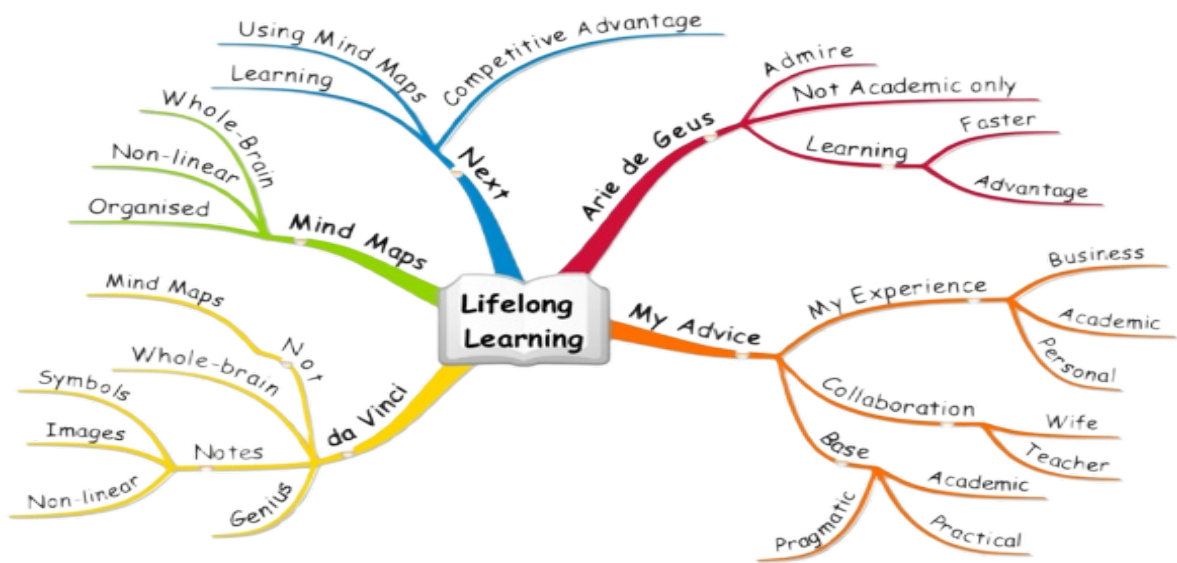 Lifelong
Learning
Arie de Geus
Admire
Not Academic only
Learning
Faster
Advantage
My Advice
My Experience
Business
Academic
Personal
Collaboration
Wife
Teacher
Base
Academic
Practical
Pragmatic
da Vinci
Not
Mind Maps
Whole-brain
Notes
Symbols
Images
Non-linear
Genius
Mind Maps
Whole-Brain
Non-linear
Organised
Next
Using Mind Maps
Learning
Competitive Advantage